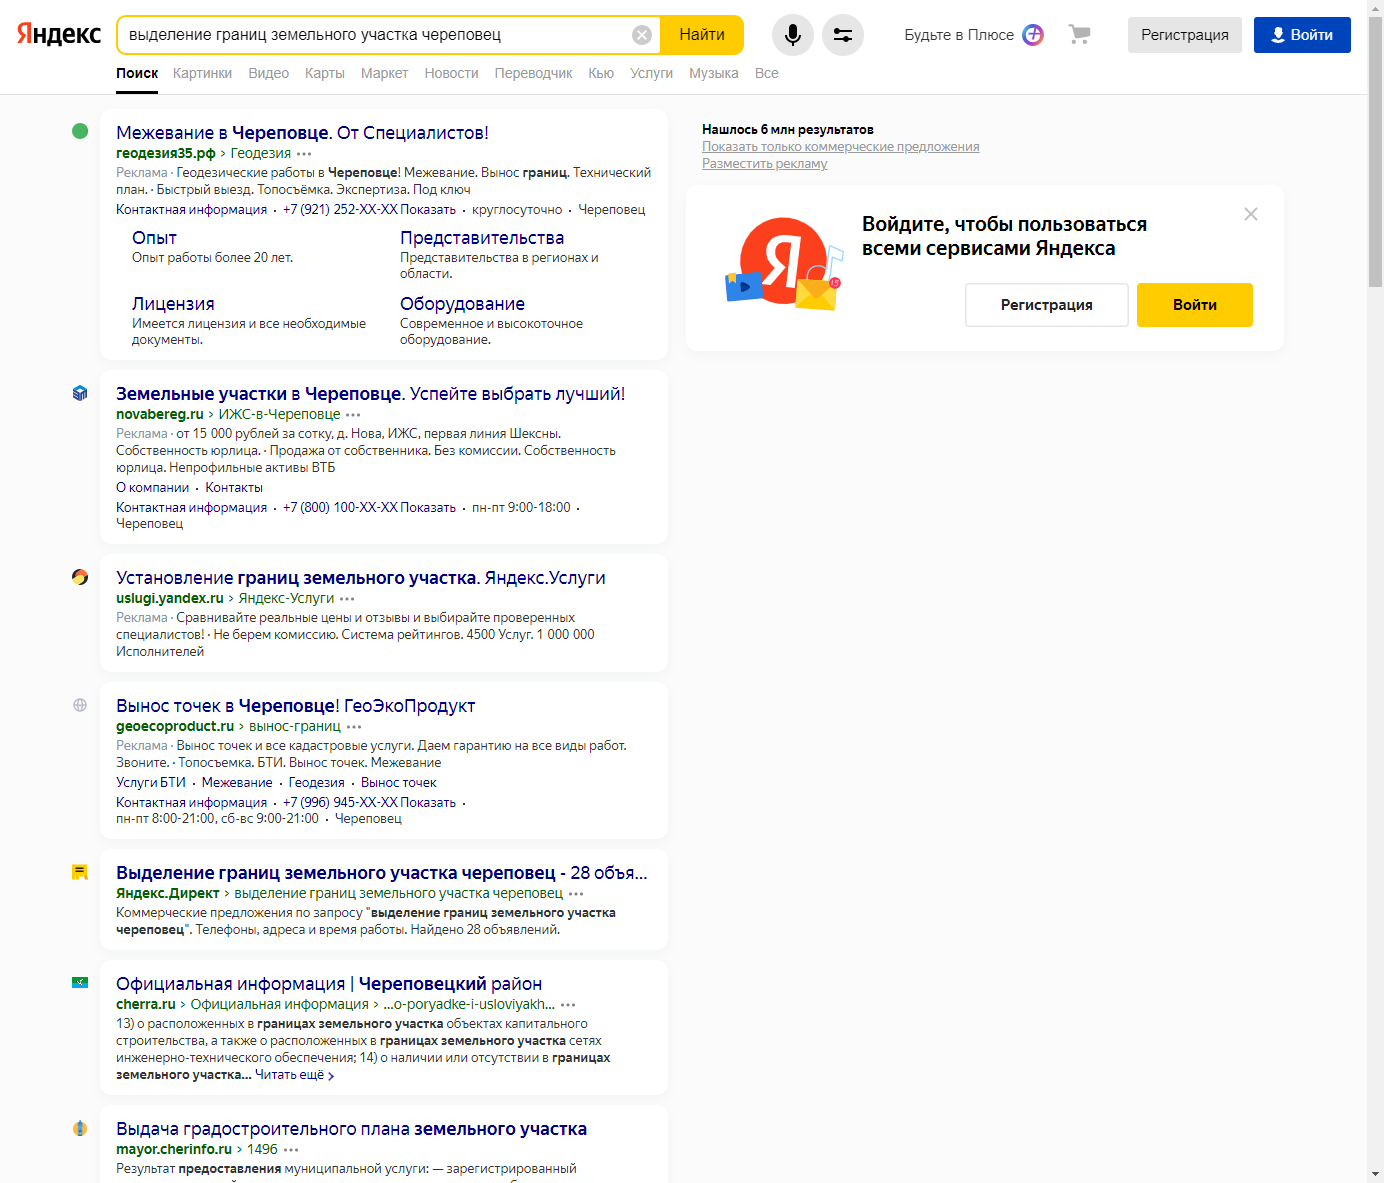 Яндекс
выделение границ земельного участка череповец
Найти
Будьте в Плюсе
Регистрация
Войти
Поиск Картинки Видео Карты Маркет Новости Переводчик Кью Услуги Музыка Все
Межевание в Череповце. От Специалистов!
геодезия35.рф › Геодезия
Реклама · Геодезические работы в Череповце! Межевание. Вынос границ. Технический
план. · Быстрый выезд. Топосъёмка. Экспертиза. Под ключ
Контактная информация · +7 (921) 252-XX-XX Показать · круглосуточно · Череповец
Опыт
Опыт работы более 20 лет.
Представительства
Представительства в регионах и
области.
Лицензия
Имеется лицензия и все необходимые
документы.
Оборудование
Современное и высокоточное
оборудование.
Земельные участки в Череповце. Успейте выбрать лучший!
novabereg.ru › ИЖС-в-Череповце
Реклама · от 15 000 рублей за сотку, д. Нова, ИЖС, первая линия Шексны.
Собственность юрлица. · Продажа от собственника. Без комиссии. Собственность
юрлица. Непрофильные активы ВТБ
О компании · Контакты
Контактная информация · +7 (800) 100-XX-XX Показать · пн-пт 9:00-18:00 ·
Череповец
Установление границ земельного участка. Яндекс.Услуги
uslugi.yandex.ru › Яндекс-Услуги
Реклама · Сравнивайте реальные цены и отзывы и выбирайте проверенных
специалистов! · Не берем комиссию. Система рейтингов. 4500 Услуг. 1 000 000
Исполнителей
Вынос точек в Череповце! ГеоЭкоПродукт
geoecoproduct.ru › вынос-границ
Реклама · Вынос точек и все кадастровые услуги. Даем гарантию на все виды работ.
Звоните. · Топосъемка. БТИ. Вынос точек. Межевание
Услуги БТИ · Межевание · Геодезия · Вынос точек
Контактная информация · +7 (996) 945-XX-XX Показать ·
пн-пт 8:00-21:00, сб-вс 9:00-21:00 · Череповец
Выделение границ земельного участка череповец - 28 объя...
Яндекс.Директ › выделение границ земельного участка череповец
Коммерческие предложения по запросу "выделение границ земельного участка
череповец". Телефоны, адреса и время работы. Найдено 28 объявлений.
Официальная информация | Череповецкий район
cherra.ru › Официальная информация › ...o-poryadke-i-usloviyakh...
13) о расположенных в границах земельного участка объектах капитального
строительства, а также о расположенных в границах земельного участка сетях
инженерно-технического обеспечения; 14) о наличии или отсутствии в границах
земельного участка... Читать ещё ›
Выдача градостроительного плана земельного участка
mayor.cherinfo.ru › 1496
Результат предоставления муниципальной услуги: — зарегистрированный
Нашлось 6 млн результатов
Показать только коммерческие предложения
Разместить рекламу
Я
15
Войдите, чтобы пользоваться
всеми сервисами Яндекса
Регистрация
Войти